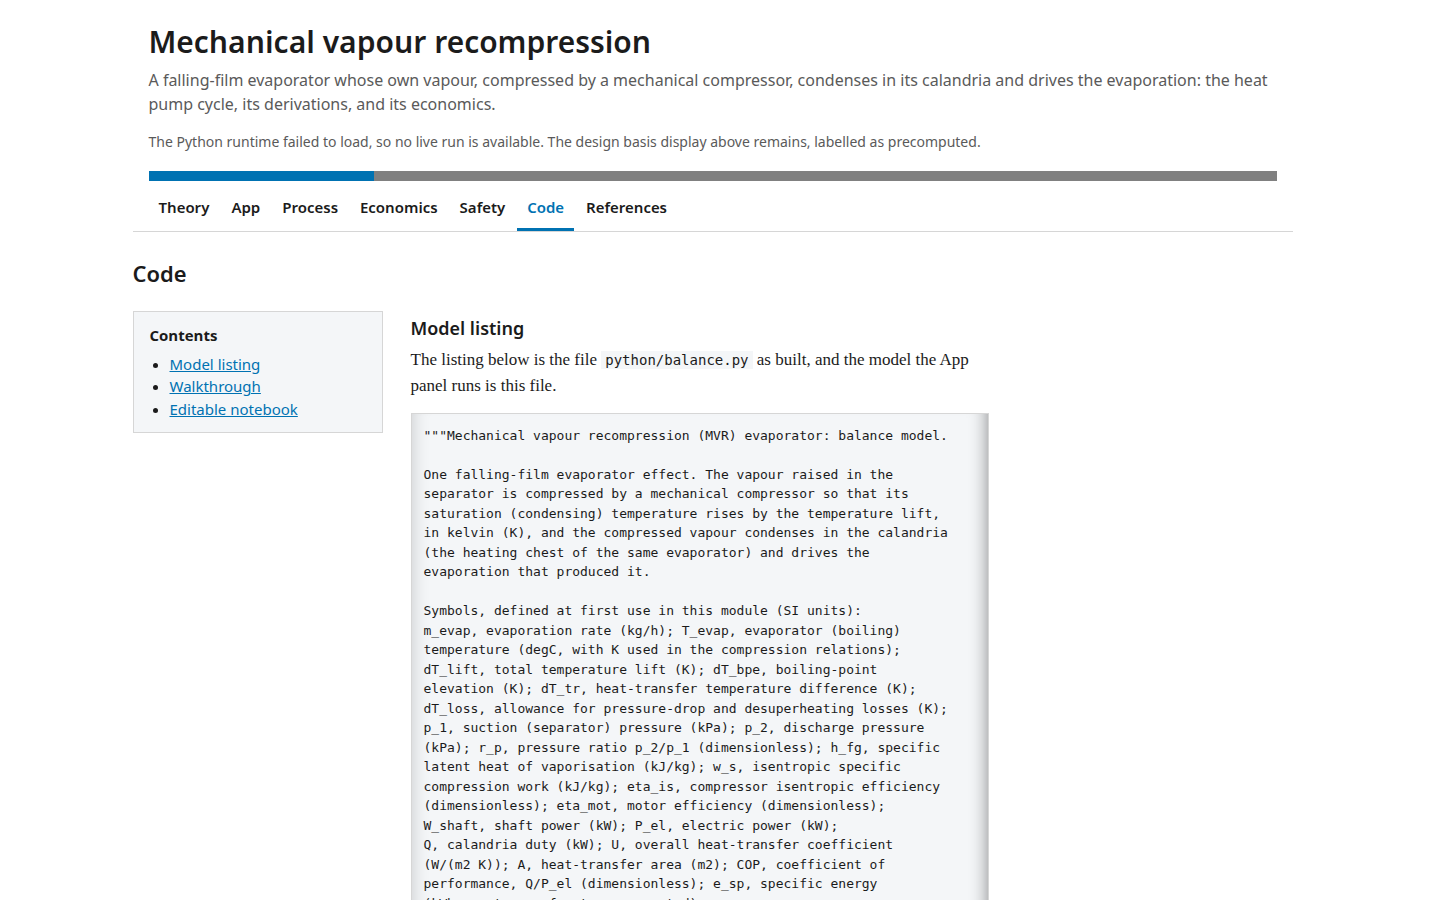 Mechanical vapour recompression
A falling-film evaporator whose own vapour, compressed by a mechanical compressor, condenses in its calandria and drives the evaporation: the heat
pump cycle, its derivations, and its economics.
The Python runtime failed to load, so no live run is available. The design basis display above remains, labelled as precomputed.
Theory App Process Economics Safety Code References
Code
Contents
Model listing
Walkthrough
Editable notebook
Model listing
The listing below is the file python/balance.py as built, and the model the App
panel runs is this file.
"""Mechanical vapour recompression (MVR) evaporator: balance model.
One falling-film evaporator effect. The vapour raised in the
separator is compressed by a mechanical compressor so that its
saturation (condensing) temperature rises by the temperature lift,
in kelvin (K), and the compressed vapour condenses in the calandria
(the heating chest of the same evaporator) and drives the
evaporation that produced it.
Symbols, defined at first use in this module (SI units):
m_evap, evaporation rate (kg/h); T_evap, evaporator (boiling)
temperature (degC, with K used in the compression relations);
dT_lift, total temperature lift (K); dT_bpe, boiling-point
elevation (K); dT_tr, heat-transfer temperature difference (K);
dT_loss, allowance for pressure-drop and desuperheating losses (K);
p_1, suction (separator) pressure (kPa); p_2, discharge pressure
(kPa); r_p, pressure ratio p_2/p_1 (dimensionless); h_fg, specific
latent heat of vaporisation (kJ/kg); w_s, isentropic specific
compression work (kJ/kg); eta_is, compressor isentropic efficiency
(dimensionless); eta_mot, motor efficiency (dimensionless);
W_shaft, shaft power (kW); P_el, electric power (kW);
Q, calandria duty (kW); U, overall heat-transfer coefficient
(W/(m2 K)); A, heat-transfer area (m2); COP, coefficient of
performance, Q/P_el (dimensionless); e_sp, specific energy